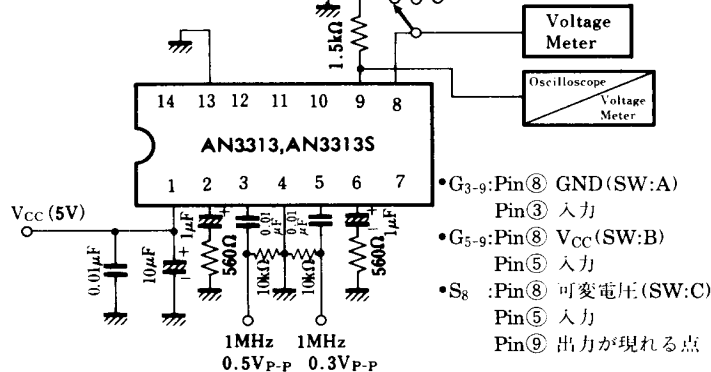 Voltage
Meter
1.5kΩ
Oscilloscope
Voltage
Meter
14 13 12 11 10 9 8
AN3313,AN3313S
1 2 3 4 5 6 7
VCC (5V)
0.01μF
10μF
+
−
1μF
+
560Ω
0.01μF
10kΩ
0.01μF
10kΩ
1μF
+
−
560Ω
1MHz
0.5VP-P
1MHz
0.3VP-P
•G3-9:Pin⑧ GND(SW:A)
Pin③ 入力
•G5-9:Pin⑧ VCC(SW:B)
Pin⑤ 入力
•S8 :Pin⑧ 可変電圧(SW:C)
Pin⑤ 入力
Pin⑨ 出力が現れる点